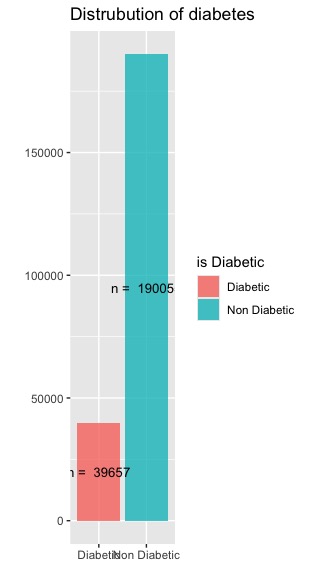 Distrubution of diabetes
150000
100000
50000
0
n = 19005
n = 39657
Diabetic
Non Diabetic
is Diabetic
Diabetic
Non Diabetic